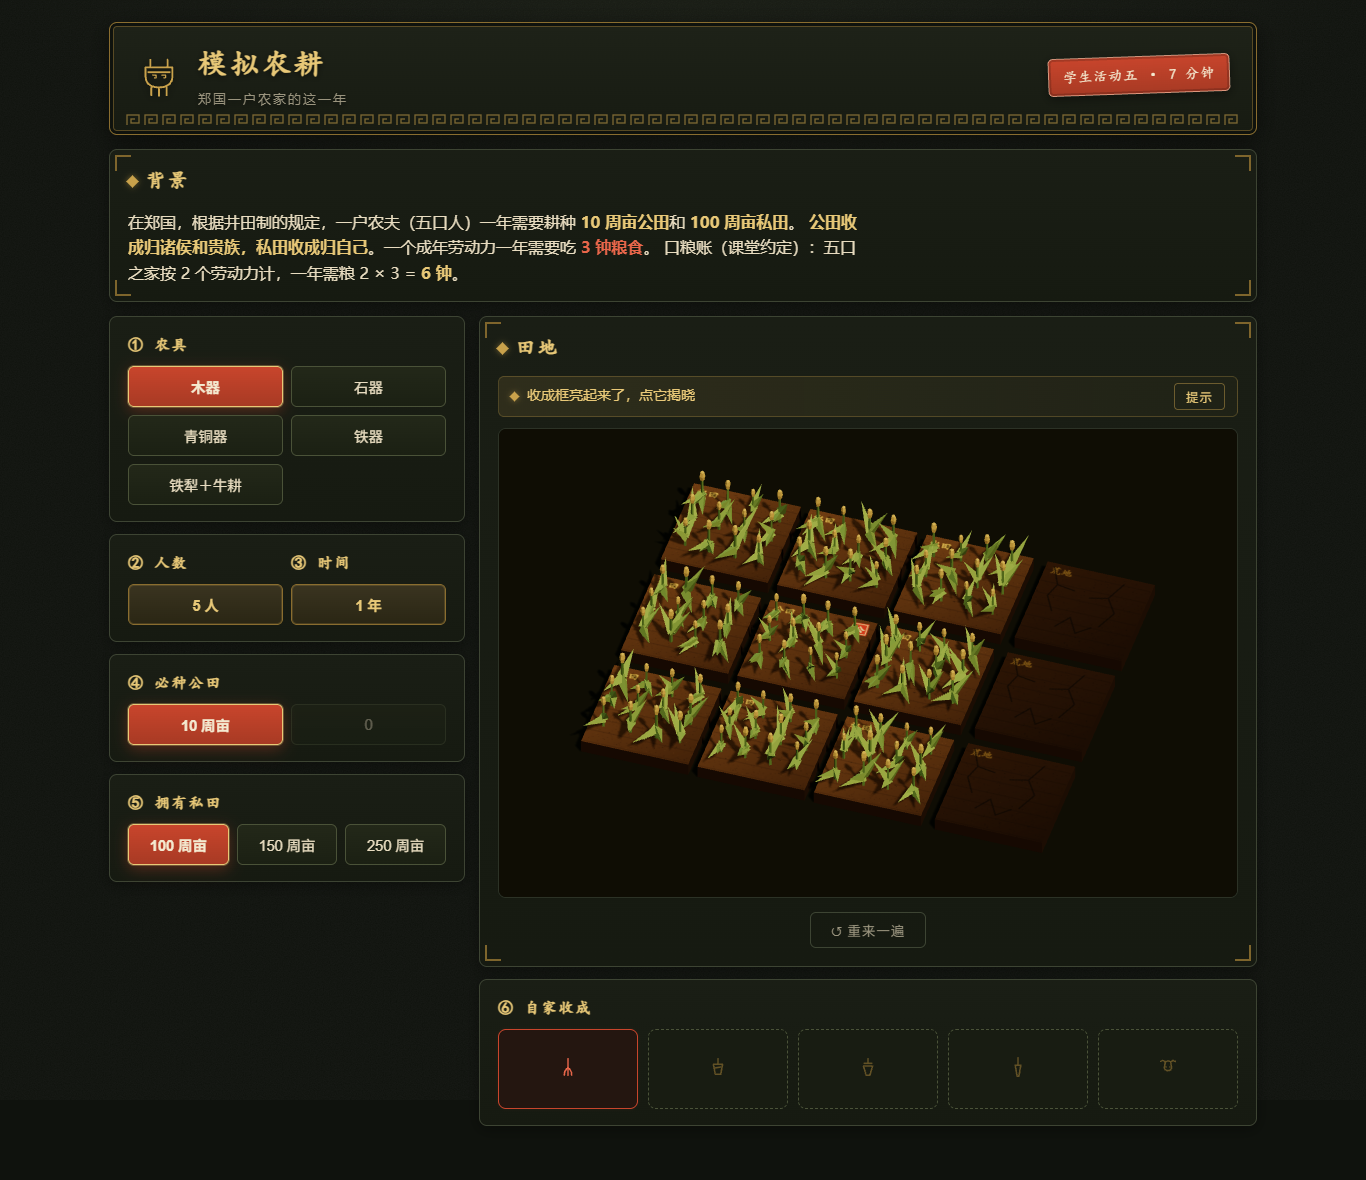 模拟农耕
郑国一户农家的这一年
学生活动五 • 7 分钟
背景
在郑国，根据井田制的规定，一户农夫（五口人）一年需要耕种 10 周亩公田和 100 周亩私田。 公田收
成归诸侯和贵族，私田收成归自己。一个成年劳动力一年需要吃 3 钟粮食。 口粮账（课堂约定）：五口
之家按 2 个劳动力计，一年需粮 2 × 3 = 6 钟。
① 农具
木器
石器
青铜器
铁器
铁犁＋牛耕
② 人数
③ 时间
5 人
1 年
④ 必种公田
10 周亩
0
⑤ 拥有私田
100 周亩
150 周亩
250 周亩
田地
收成框亮起来了，点它揭晓
提示
荒地
荒地
荒地
公
↺ 重来一遍
⑥ 自家收成